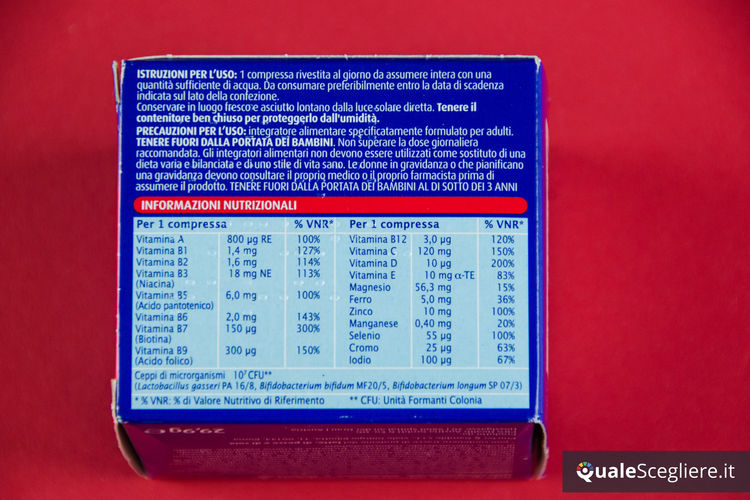 ISTRUZIONI PER L'USO: 1 compressa rivestita al giorno da assumere intera con una
quantità sufficiente di acqua. Da consumare preferibilmente entro la data di scadenza
indicata sul lato della confezione.
Conservare in luogo fresco e asciutto lontano dalla luce solare diretta. Tenere il
contenitore ben chiuso per proteggerlo dall'umidità.
PRECAUZIONI PER L'USO: integratore alimentare specificatamente formulato per adulti.
TENERE FUORI DALLA PORTATA DEI BAMBINI. Non superare la dose giornaliera
raccomandata. Gli integratori alimentari non devono essere utilizzati come sostituto di una
dieta varia e bilanciata e di uno stile di vita sano. Le donne in gravidanza o che pianificano
una gravidanza devono consultare il proprio medico o il proprio farmacista prima di
assumere il prodotto. TENERE FUORI DALLA PORTATA DEI BAMBINI AL DI SOTTO DEI 3 ANNI
INFORMAZIONI NUTRIZIONALI
Per 1 compressa % VNR* Per 1 compressa % VNR*
Vitamina A 800 µg RE 100% Vitamina B12 3,0 µg 120%
Vitamina B1 1,4 mg 127% Vitamina C 120 mg 150%
Vitamina B2 1,6 mg 114% Vitamina D 10 µg 200%
Vitamina B3 18 mg NE 113% Vitamina E 10 mg α-TE 83%
(Niacina) Magnesio 56,3 mg 15%
Vitamina B5 6,0 mg 100% Ferro 5,0 mg 36%
(Acido pantotenico) Zinco 10 mg 100%
Vitamina B6 2,0 mg 143% Manganese 0,40 mg 20%
Vitamina B7 150 µg 300% Selenio 55 µg 100%
(Biotina) Cromo 25 µg 63%
Vitamina B9 300 µg 150% Iodio 100 µg 67%
(Acido folico)
Ceppi di microrganismi 10⁷ CFU**
(Lactobacillus gasseri PA 16/8, Bifidobacterium bifidum MF20/5, Bifidobacterium longum SP 07/3)
* % VNR: % di Valore Nutritivo di Riferimento ** CFU: Unità Formanti Colonia
29,9g e
QualeScegliere.it